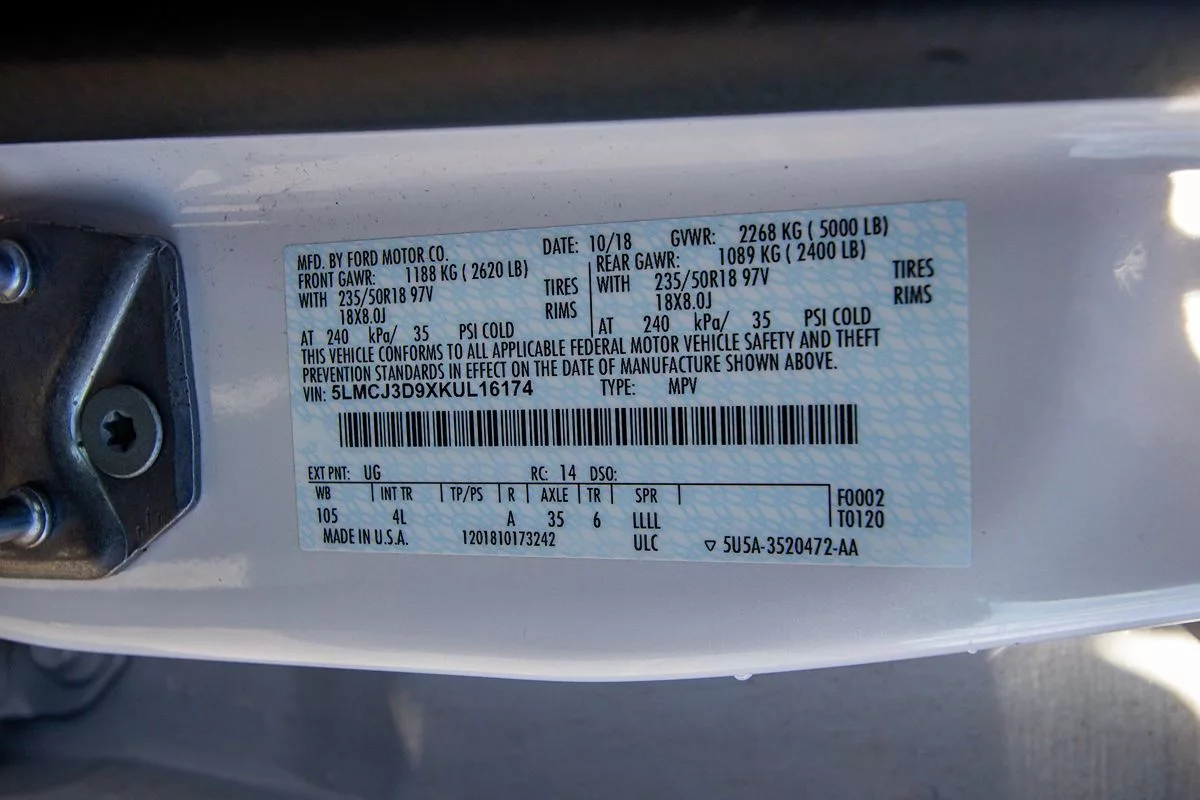 MFD. BY FORD MOTOR CO. DATE: 10/18 GVWR: 2268 KG ( 5000 LB)
FRONT GAWR: 1188 KG ( 2620 LB) REAR GAWR: 1089 KG ( 2400 LB)
WITH 235/50R18 97V TIRES WITH 235/50R18 97V TIRES
18X8.0J RIMS 18X8.0J RIMS
AT 240 kPa/ 35 PSI COLD AT 240 kPa/ 35 PSI COLD
THIS VEHICLE CONFORMS TO ALL APPLICABLE FEDERAL MOTOR VEHICLE SAFETY AND THEFT
PREVENTION STANDARDS IN EFFECT ON THE DATE OF MANUFACTURE SHOWN ABOVE.
VIN: 5LMCJ3D9XKUL16174 TYPE: MPV
EXT PNT: UG RC: 14 DSO:
WB INT TR TP/PS R AXLE TR SPR F0002
105 4L A 35 6 LLLL T0120
MADE IN U.S.A. 1201810173242 ULC ▽ 5U5A-3520472-AA